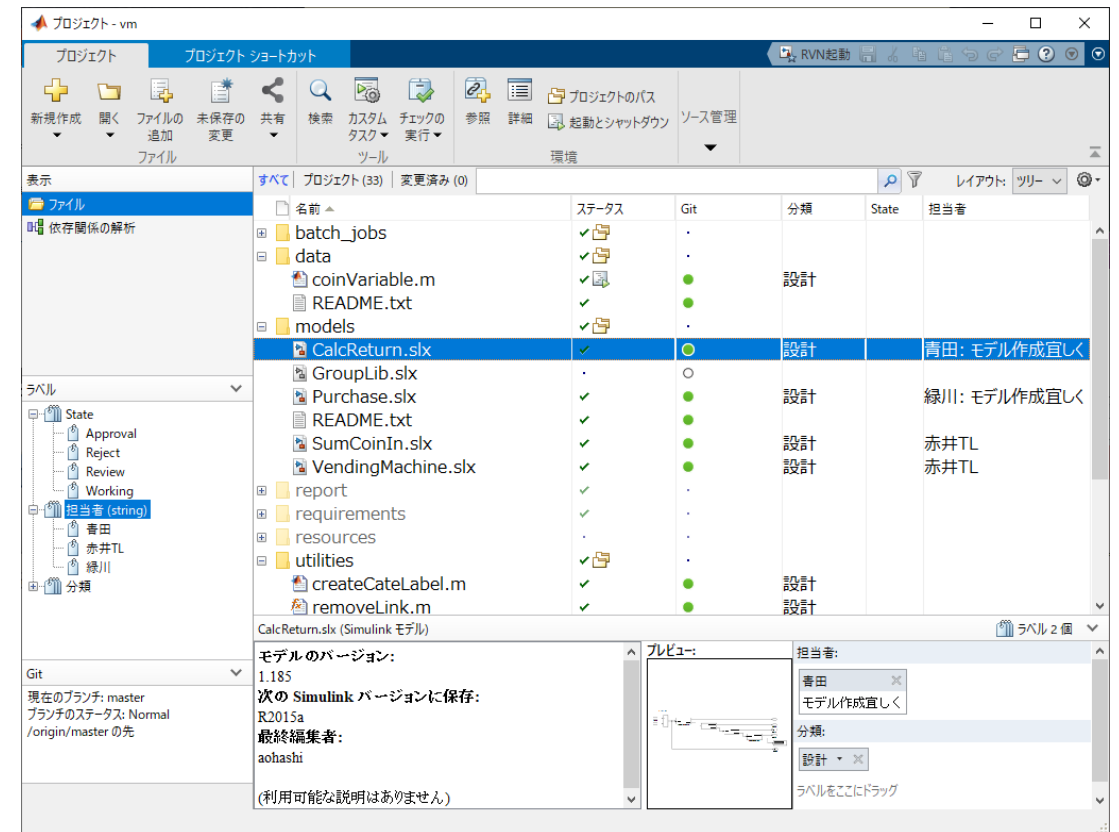 プロジェクト - vm
プロジェクト プロジェクト ショートカット RVN起動
新規作成 開く ファイルの追加 未保存の変更 共有 検索 カスタム タスク チェックの実行 参照 詳細 プロジェクトのパス ソース管理
起動とシャットダウン
ファイル ツール 環境
表示
ファイル
依存関係の解析
すべて プロジェクト (33) 変更済み (0) レイアウト: ツリー
名前 ステータス Git 分類 State 担当者
batch_jobs
data
coinVariable.m 設計
README.txt
models
CalcReturn.slx 設計 青田: モデル作成宜しく
GroupLib.slx
Purchase.slx 設計 緑川: モデル作成宜しく
README.txt
SumCoinIn.slx 設計 赤井TL
VendingMachine.slx 設計 赤井TL
report
requirements
resources
utilities
createCateLabel.m 設計
removeLink.m 設計
ラベル
State
Approval
Reject
Review
Working
担当者 (string)
青田
赤井TL
緑川
分類
Git
現在のブランチ: master
ブランチのステータス: Normal
/origin/master の先
CalcReturn.slx (Simulink モデル) ラベル 2 個
モデルのバージョン:
1.185
次の Simulink バージョンに保存:
R2015a
最終編集者:
aohashi
(利用可能な説明はありません)
プレビュー:
担当者:
青田
モデル作成宜しく
分類:
設計
ラベルをここにドラッグ